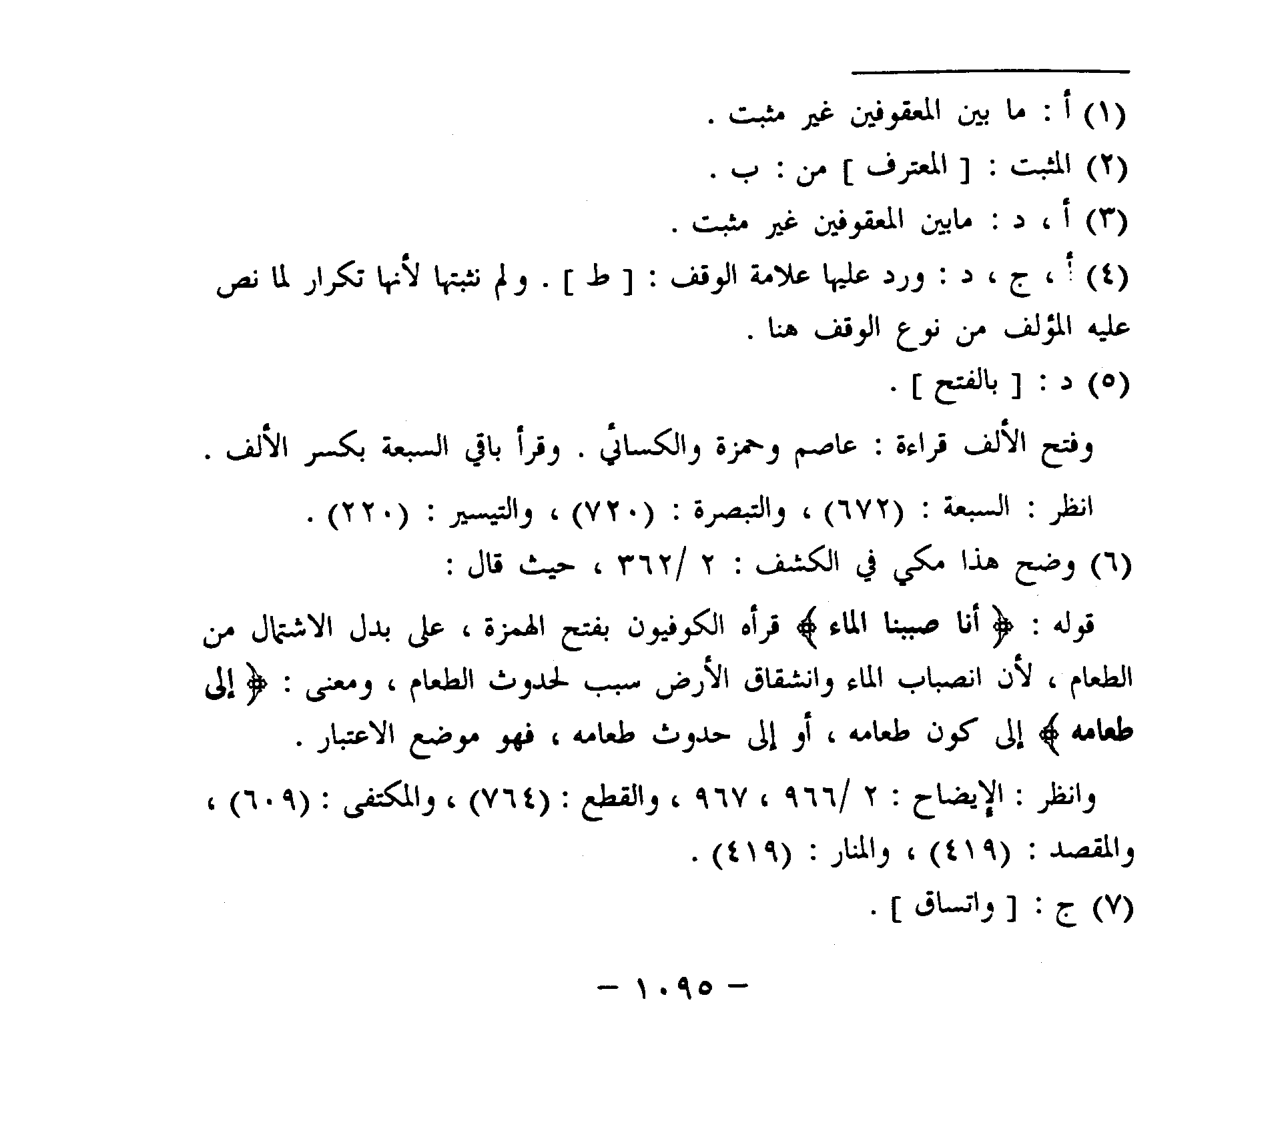 (١) أ : ما بين المعقوفين غير مثبت .
(٢) المثبت : [ المعترف ] من : ب .
(٣) أ ، د : مابين المعقوفين غير مثبت .
(٤) أ ، ج ، د : ورد عليها علامة الوقف : [ ط ] . و لم نثبتها لأنها تكرار لما نص
عليه المؤلف من نوع الوقف هنا .
(٥) د : [ بالفتح ] .
وفتح الألف قراءة : عاصم وحمزة والكسائي . وقرأ باقي السبعة بكسر الألف .
انظر : السبعة : (٦٧٢) ، والتبصرة : (٧٢٠) ، والتيسير : (٢٢٠) .
(٦) وضح هذا مكي في الكشف : ٢ /٣٦٢ ، حيث قال :
قوله : ﴿ أنا صببنا الماء ﴾ قرأه الكوفيون بفتح الهمزة ، على بدل الاشتمال من
الطعام ، لأن انصباب الماء وانشقاق الأرض سبب لحدوث الطعام ، ومعنى : ﴿ إلى
طعامه ﴾ إلى كون طعامه ، أو إلى حدوث طعامه ، فهو موضع الاعتبار .
وانظر : الإيضاح : ٢ /٩٦٦ ، ٩٦٧ ، والقطع : (٧٦٤) ، والمكتفى : (٦٠٩) ،
والمقصد : (٤١٩) ، والمنار : (٤١٩) .
(٧) ج : [ واتساق ] .
– ١٠٩٥ –